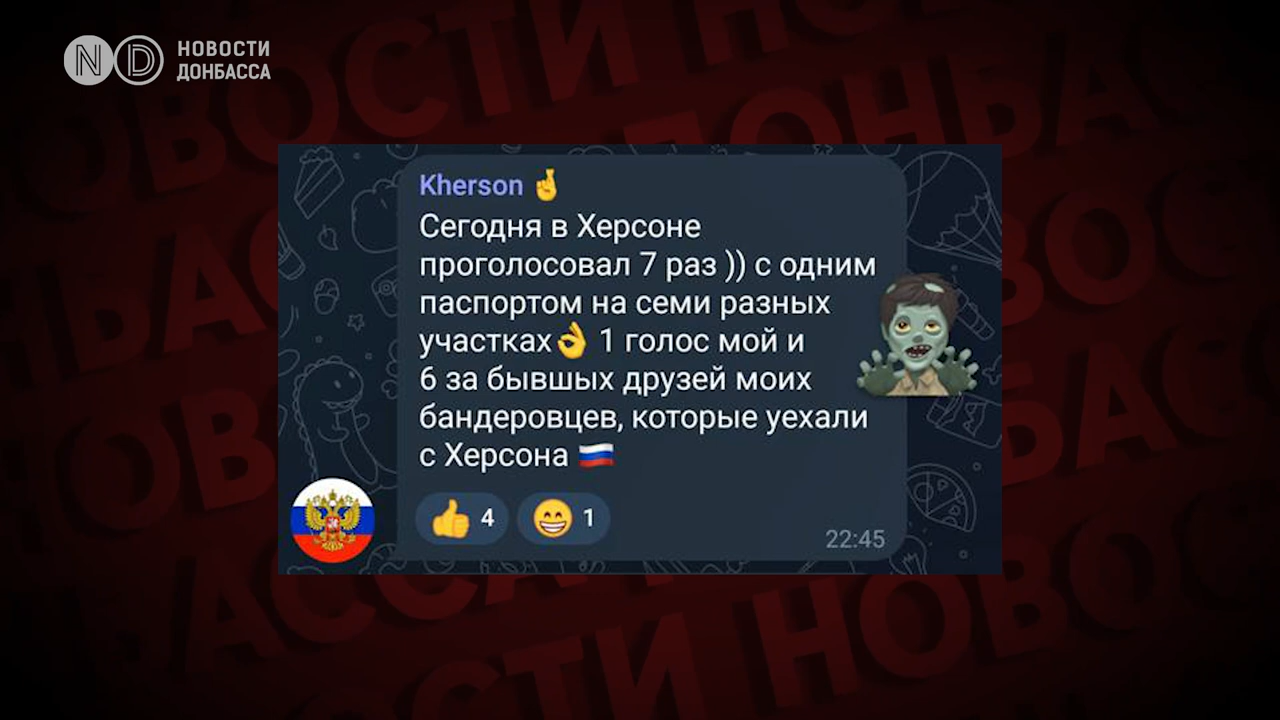 НОВОСТИ
ДОНБАССА
Kherson 🤞
Сегодня в Херсоне
проголосовал 7 раз )) с одним
паспортом на семи разных
участках👌 1 голос мой и
6 за бывшых друзей моих
бандеровцев, которые уехали
с Херсона 🇷🇺
👍 4 😁 1
22:45